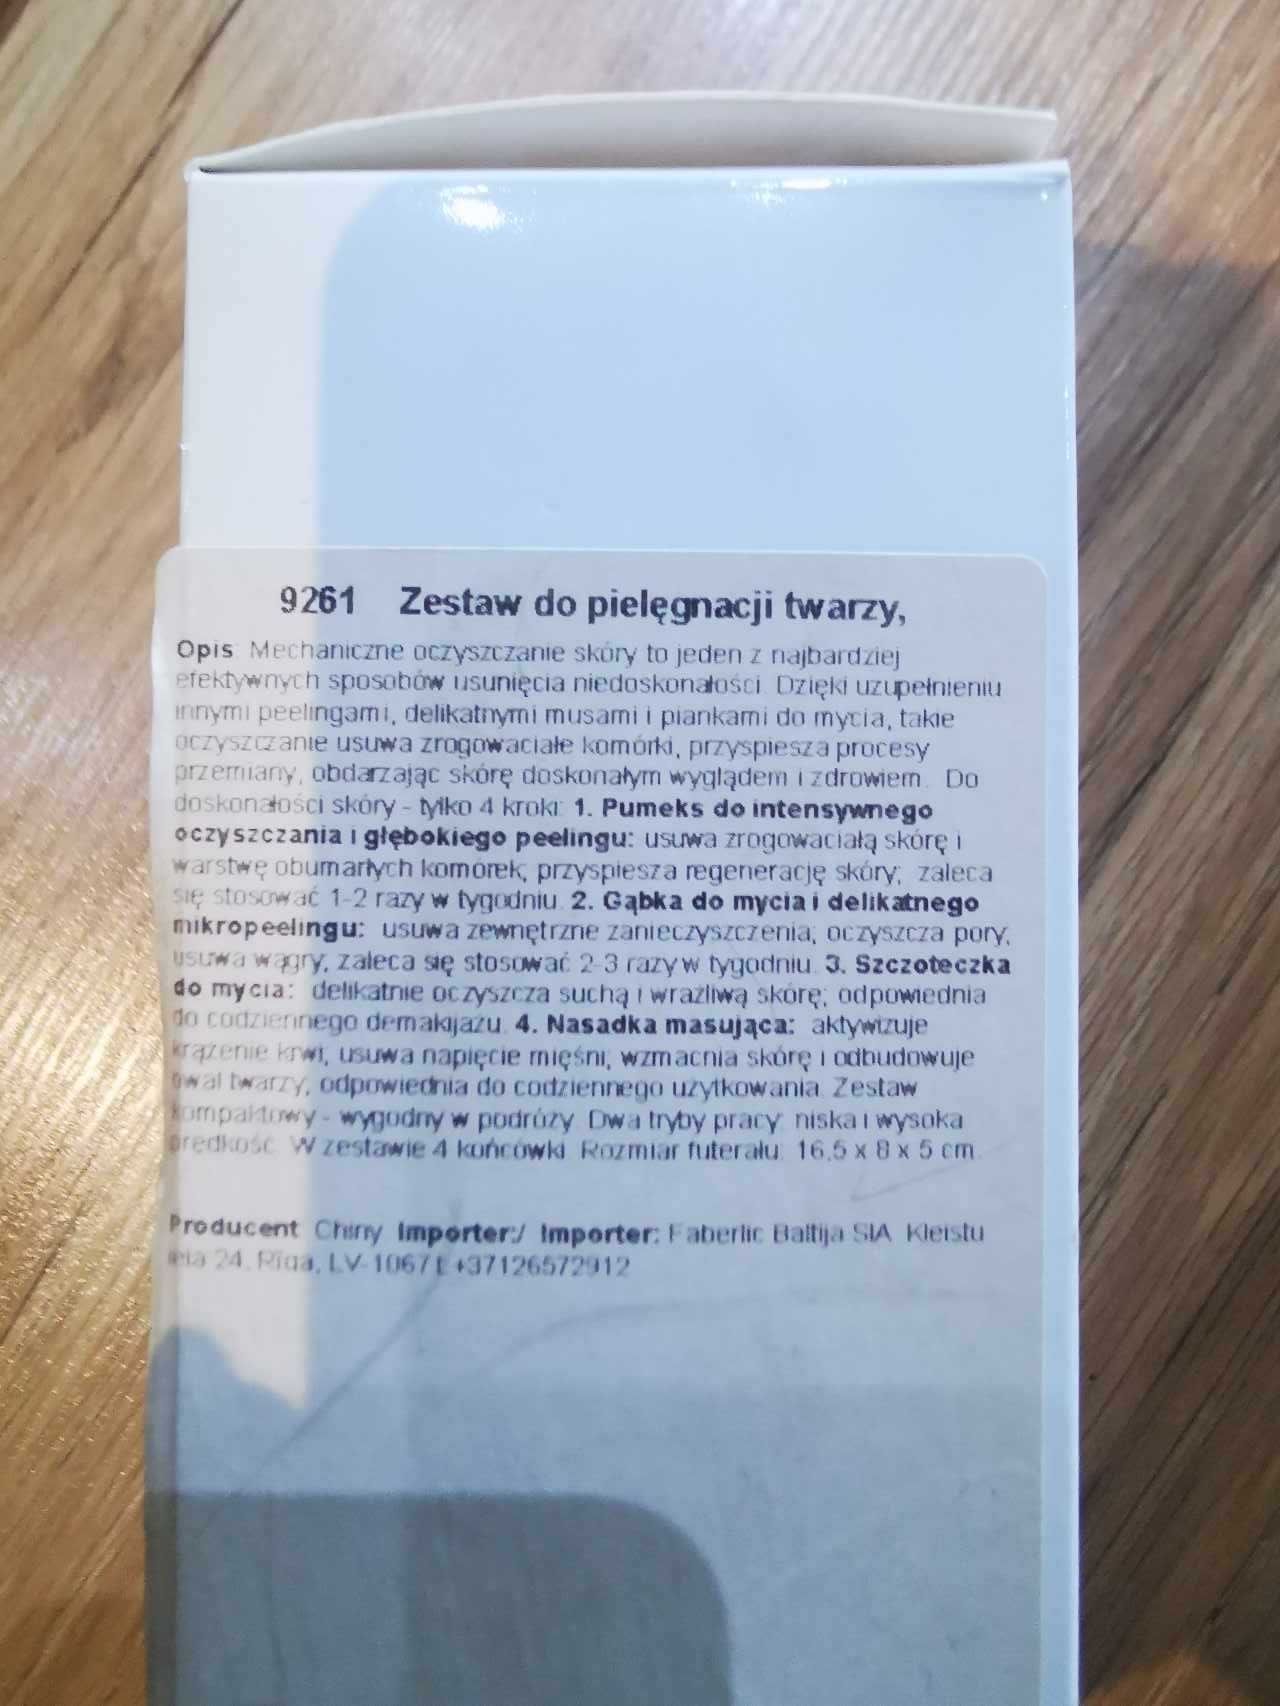 9261 Zestaw do pielęgnacji twarzy,
Opis: Mechaniczne oczyszczanie skóry to jeden z najbardziej
efektywnych sposobów usunięcia niedoskonałości. Dzięki uzupełnieniu
innymi peelingami, delikatnymi musami i piankami do mycia, takie
oczyszczanie usuwa zrogowaciałe komórki, przyspiesza procesy
przemiany, obdarzając skórę doskonałym wyglądem i zdrowiem. Do
doskonałości skóry - tylko 4 kroki: 1. Pumeks do intensywnego
oczyszczania i głębokiego peelingu: usuwa zrogowaciałą skórę i
warstwę obumarłych komórek; przyspiesza regenerację skóry; zaleca
się stosować 1-2 razy w tygodniu. 2. Gąbka do mycia i delikatnego
mikropeelingu: usuwa zewnętrzne zanieczyszczenia, oczyszcza pory,
usuwa wągry, zaleca się stosować 2-3 razy w tygodniu. 3. Szczoteczka
do mycia: delikatnie oczyszcza suchą i wrażliwą skórę; odpowiednia
do codziennego demakijażu. 4. Nasadka masująca: aktywizuje
krążenie krwi, usuwa napięcie mięśni, wzmacnia skórę i odbudowuje
owal twarzy, odpowiednia do codziennego użytkowania. Zestaw
kompaktowy - wygodny w podróży. Dwa tryby pracy: niska i wysoka
prędkość. W zestawie 4 końcówki. Rozmiar futerału: 16,5 x 8 x 5 cm.
Producent: Chiny Importer:/ Importer: Faberlic Baltija SIA. Kleistu
iela 24, Rīga, LV-1067 t. +37126572912